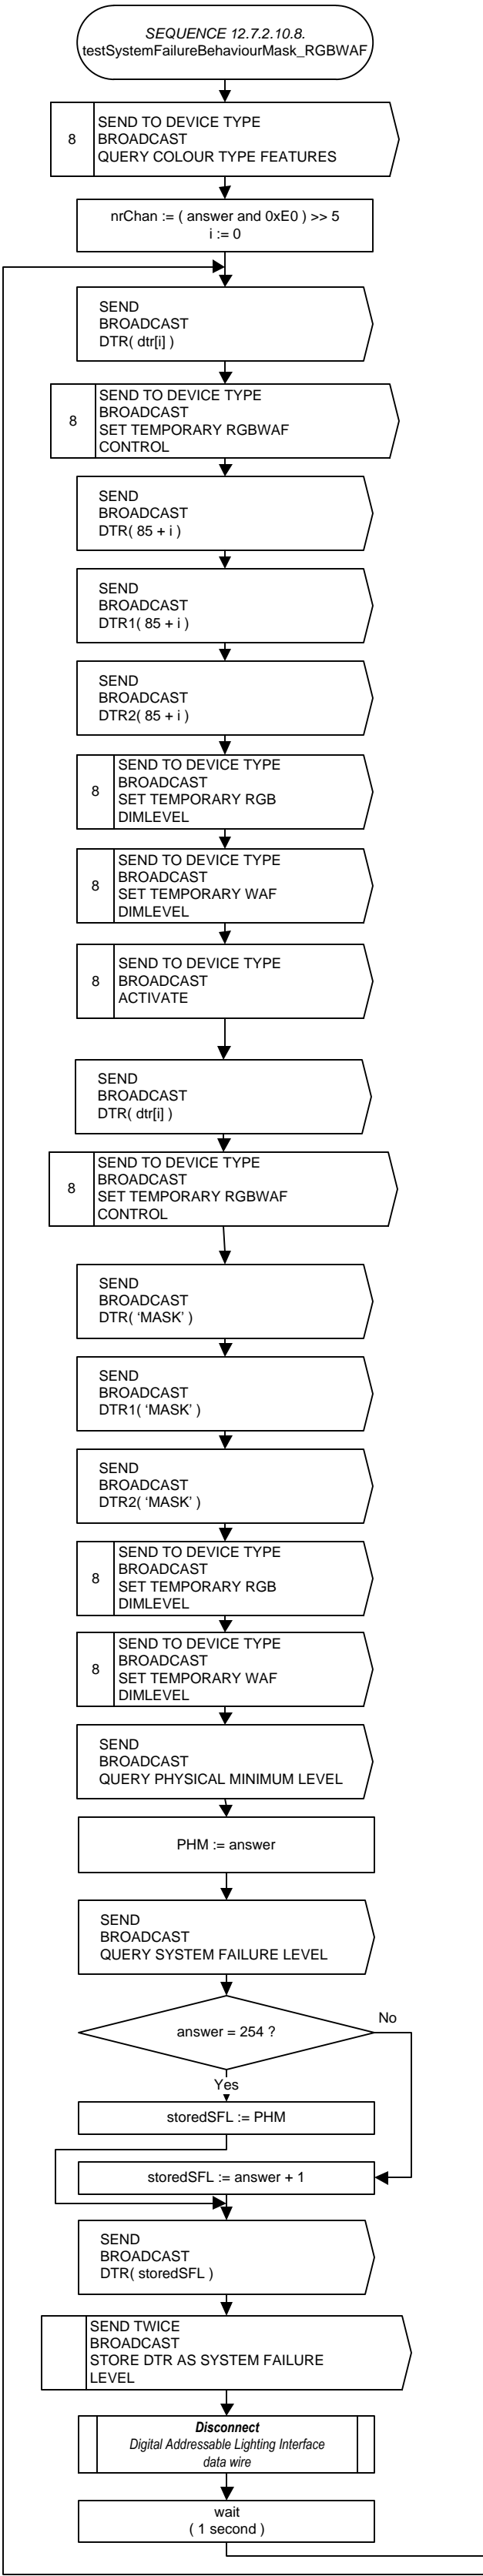 SEQUENCE 12.7.2.10.8.
testSystemFailureBehaviourMask_RGBWAF
8
SEND TO DEVICE TYPE
BROADCAST
QUERY COLOUR TYPE FEATURES
nrChan := ( answer and 0xE0 ) >> 5
i := 0
SEND
BROADCAST
DTR( dtr[i] )
8
SEND TO DEVICE TYPE
BROADCAST
SET TEMPORARY RGBWAF
CONTROL
SEND
BROADCAST
DTR( 85 + i )
SEND
BROADCAST
DTR1( 85 + i )
SEND
BROADCAST
DTR2( 85 + i )
8
SEND TO DEVICE TYPE
BROADCAST
SET TEMPORARY RGB
DIMLEVEL
8
SEND TO DEVICE TYPE
BROADCAST
SET TEMPORARY WAF
DIMLEVEL
8
SEND TO DEVICE TYPE
BROADCAST
ACTIVATE
SEND
BROADCAST
DTR( dtr[i] )
8
SEND TO DEVICE TYPE
BROADCAST
SET TEMPORARY RGBWAF
CONTROL
SEND
BROADCAST
DTR( ‘MASK’ )
SEND
BROADCAST
DTR1( ‘MASK’ )
SEND
BROADCAST
DTR2( ‘MASK’ )
8
SEND TO DEVICE TYPE
BROADCAST
SET TEMPORARY RGB
DIMLEVEL
8
SEND TO DEVICE TYPE
BROADCAST
SET TEMPORARY WAF
DIMLEVEL
SEND
BROADCAST
QUERY PHYSICAL MINIMUM LEVEL
PHM := answer
SEND
BROADCAST
QUERY SYSTEM FAILURE LEVEL
answer = 254 ?
No
Yes
storedSFL := PHM
storedSFL := answer + 1
SEND
BROADCAST
DTR( storedSFL )
SEND TWICE
BROADCAST
STORE DTR AS SYSTEM FAILURE
LEVEL
Disconnect
Digital Addressable Lighting Interface
data wire
wait
( 1 second )